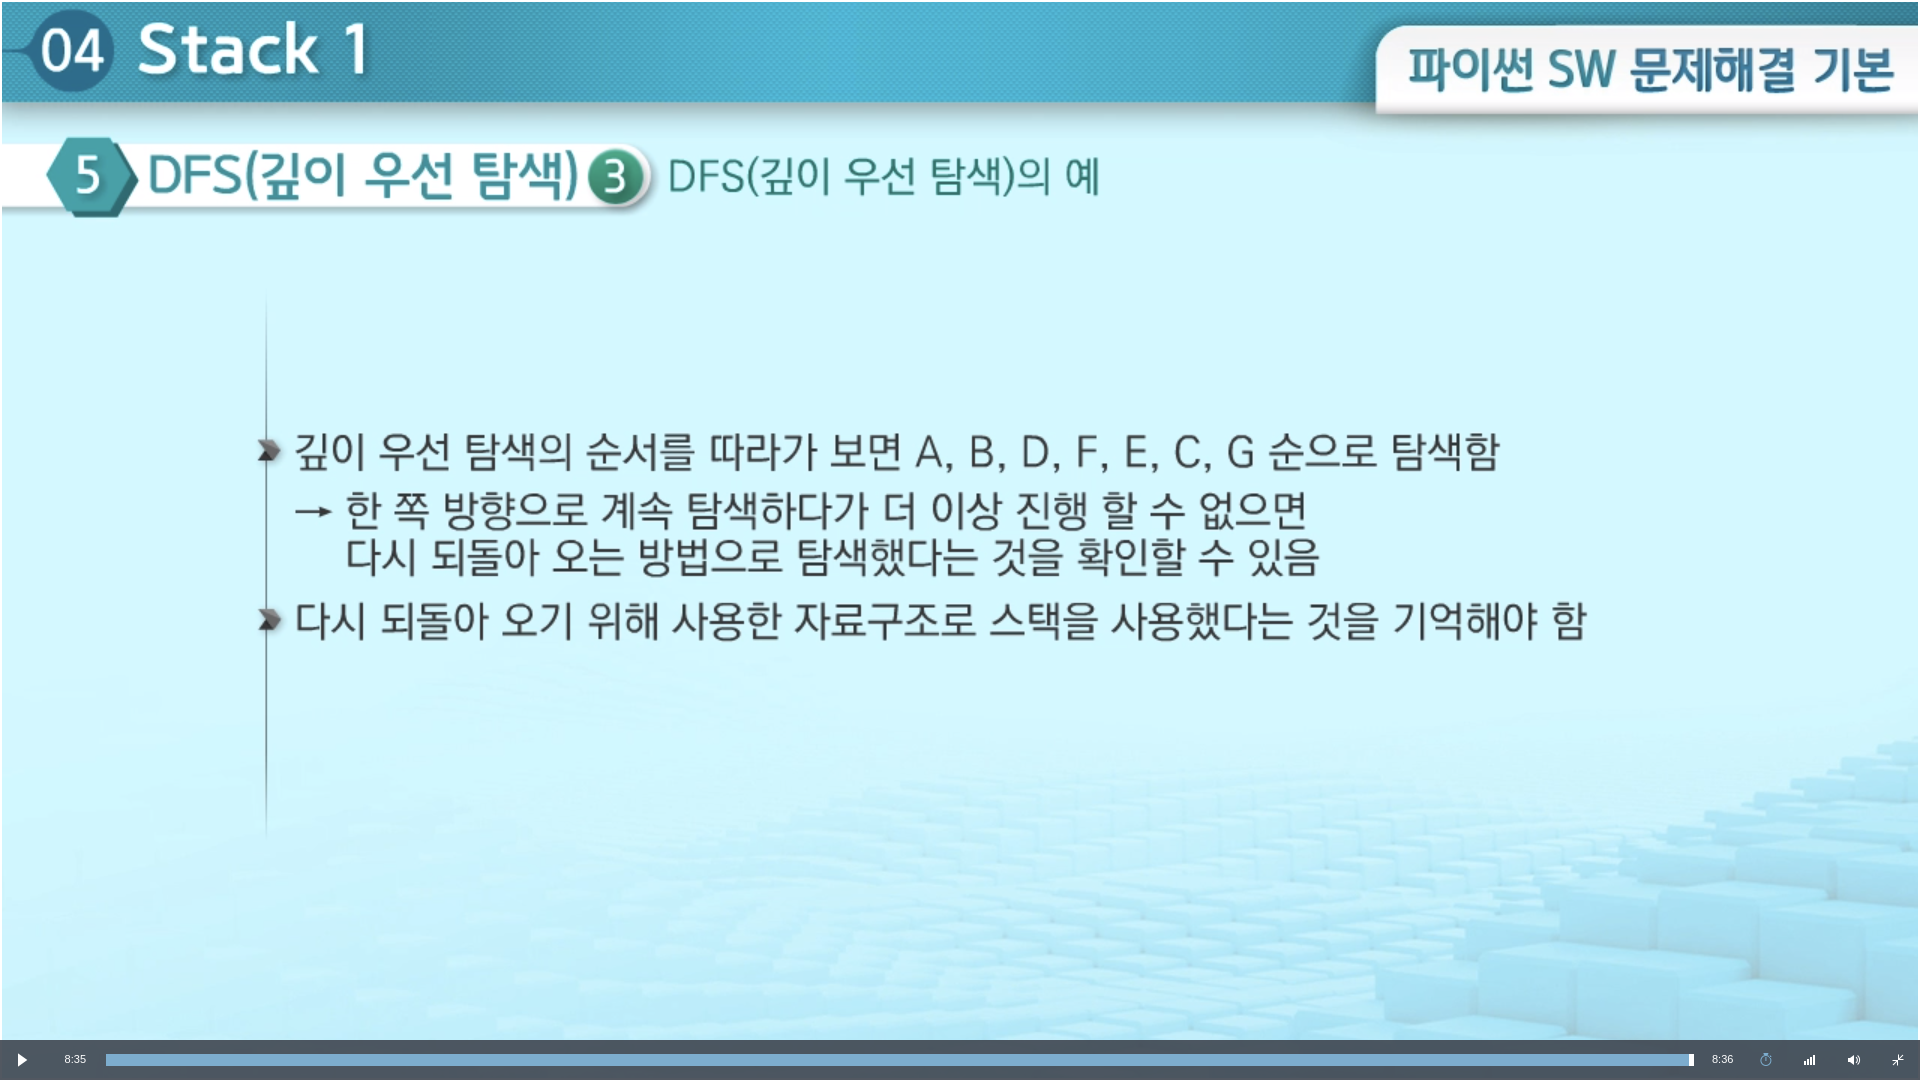 04 Stack 1
파이썬 SW 문제해결 기본
5 DFS(깊이 우선 탐색) 3 DFS(깊이 우선 탐색)의 예
깊이 우선 탐색의 순서를 따라가 보면 A, B, D, F, E, C, G 순으로 탐색함
→ 한 쪽 방향으로 계속 탐색하다가 더 이상 진행 할 수 없으면
다시 되돌아 오는 방법으로 탐색했다는 것을 확인할 수 있음
다시 되돌아 오기 위해 사용한 자료구조로 스택을 사용했다는 것을 기억해야 함
8:35 8:36